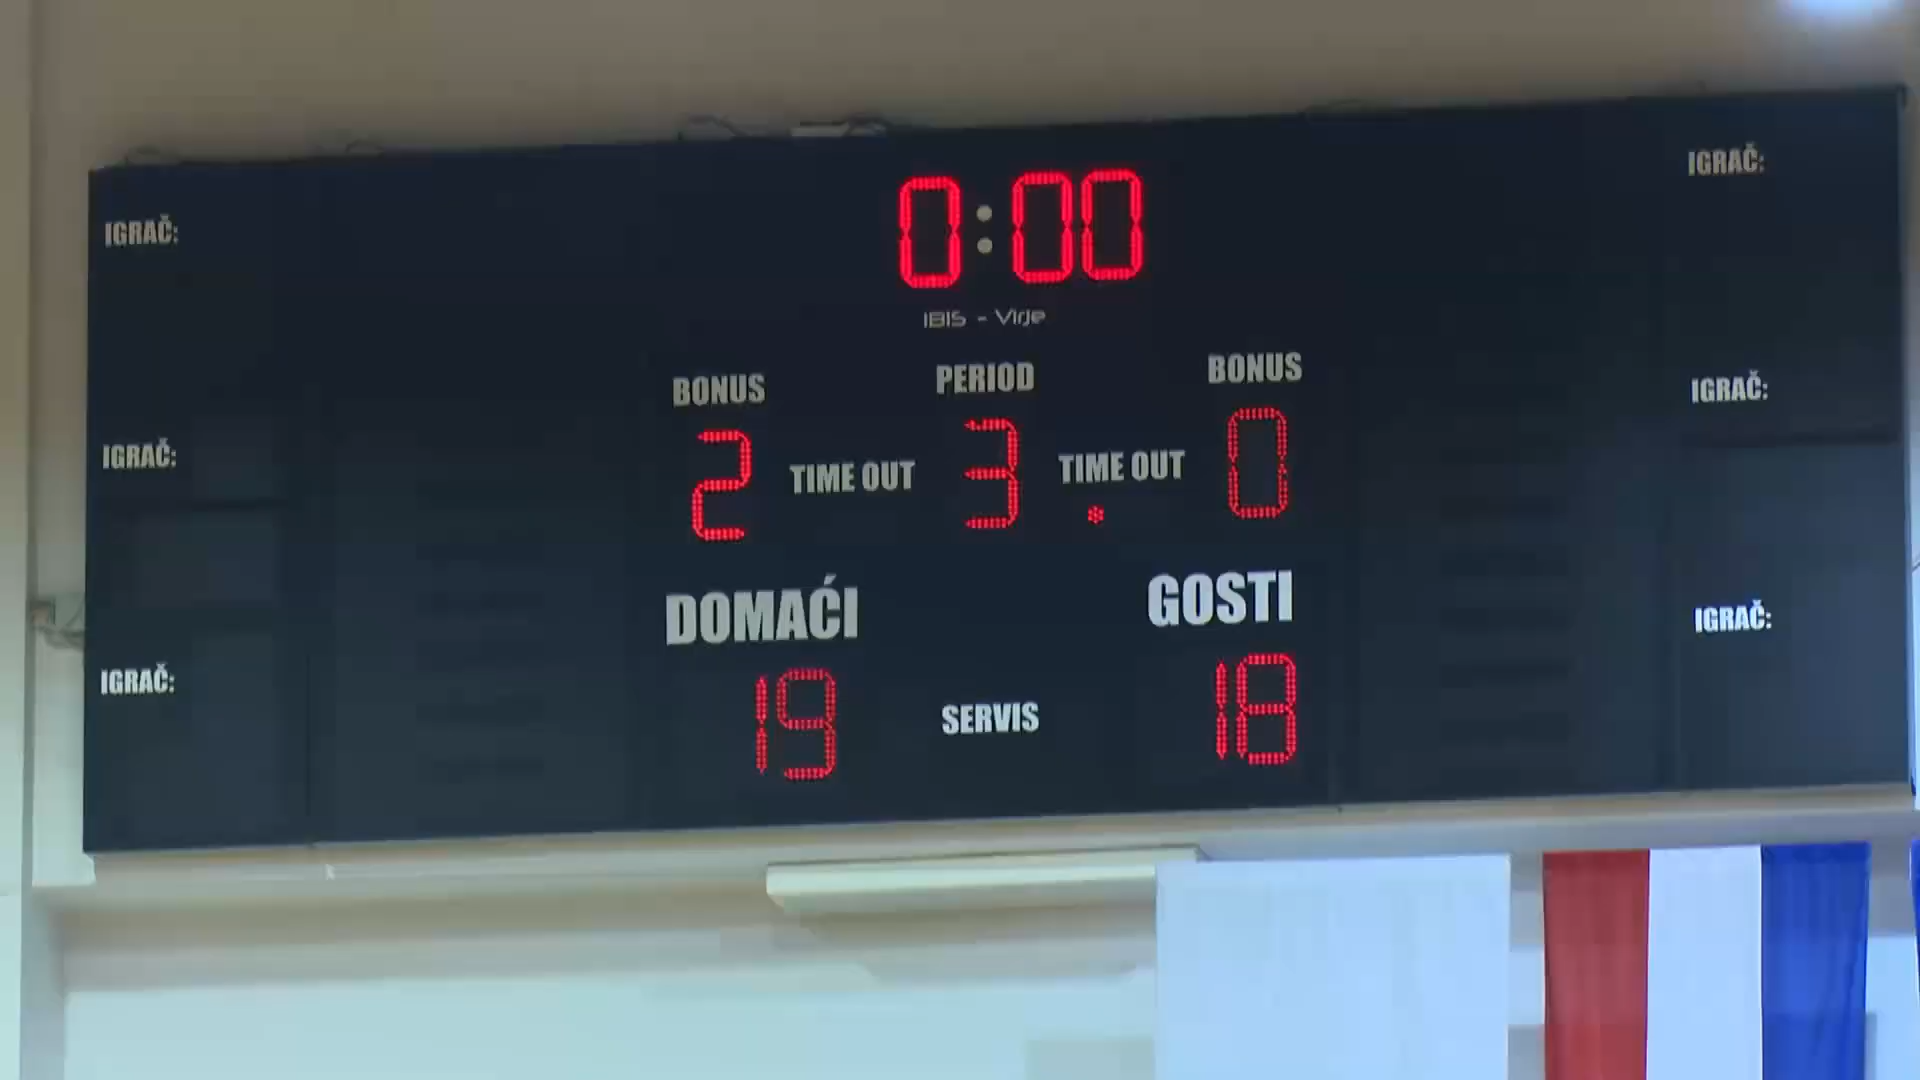 0:00
IGRAČ:
IGRAČ:
IBIS - Virje
BONUS
PERIOD
BONUS
IGRAČ:
IGRAČ:
2
TIME OUT
3
TIME OUT
0
DOMAĆI
GOSTI
IGRAČ:
IGRAČ:
19
SERVIS
18